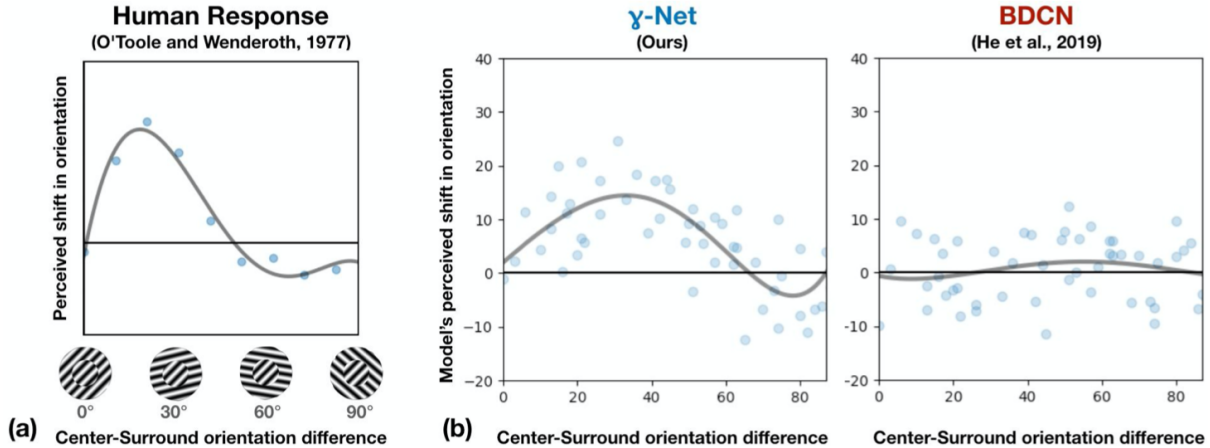 Human Response
(O'Toole and Wenderoth, 1977)
Perceived shift in orientation
0°
30°
60°
90°
(a)
Center-Surround orientation difference
ɣ-Net
(Ours)
Model's perceived shift in orientation
40
30
20
10
0
−10
−20
0
20
40
60
80
(b)
Center-Surround orientation difference
BDCN
(He et al., 2019)
40
30
20
10
0
-10
-20
0
20
40
60
80
Center-Surround orientation difference